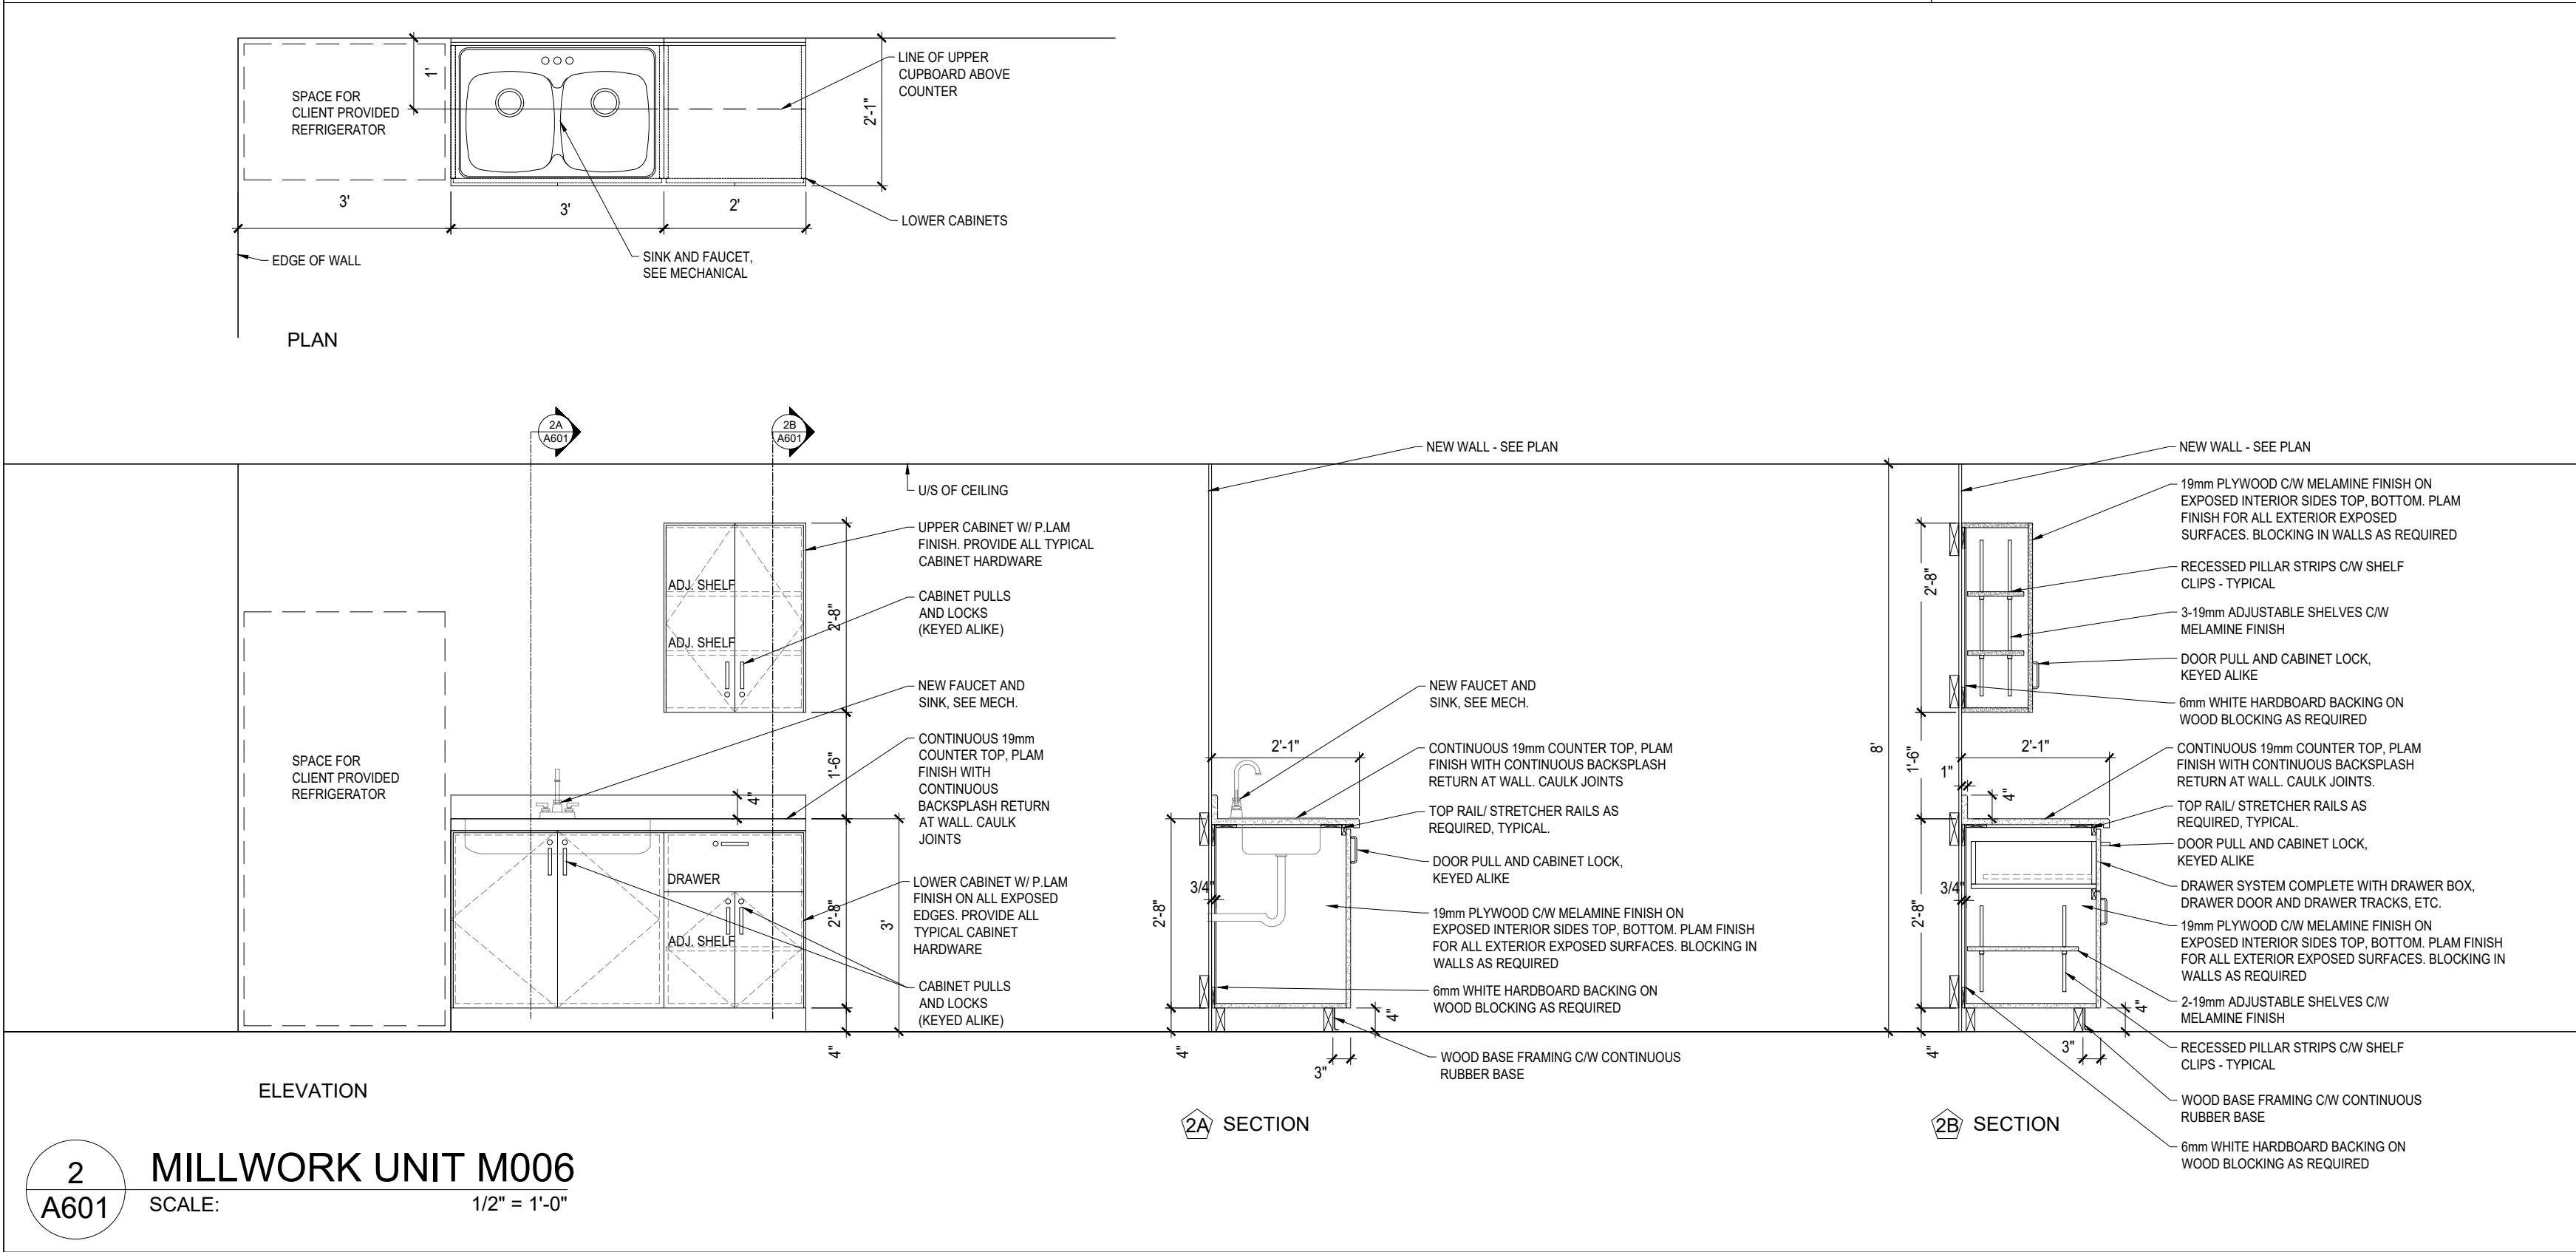 1'
SPACE FOR
CLIENT PROVIDED
REFRIGERATOR
LINE OF UPPER
CUPBOARD ABOVE
COUNTER
2'-1"
3'
3'
2'
LOWER CABINETS
EDGE OF WALL
SINK AND FAUCET,
SEE MECHANICAL
PLAN
2A
A601
2B
A601
U/S OF CEILING
UPPER CABINET W/ P.LAM
FINISH. PROVIDE ALL TYPICAL
CABINET HARDWARE
ADJ. SHELF
ADJ. SHELF
CABINET PULLS
AND LOCKS
(KEYED ALIKE)
2'-8"
NEW FAUCET AND
SINK, SEE MECH.
SPACE FOR
CLIENT PROVIDED
REFRIGERATOR
1'-6"
4"
CONTINUOUS 19mm
COUNTER TOP, PLAM
FINISH WITH
CONTINUOUS
BACKSPLASH RETURN
AT WALL. CAULK
JOINTS
DRAWER
ADJ. SHELF
2'-8"
3'
LOWER CABINET W/ P.LAM
FINISH ON ALL EXPOSED
EDGES. PROVIDE ALL
TYPICAL CABINET
HARDWARE
CABINET PULLS
AND LOCKS
(KEYED ALIKE)
4"
ELEVATION
NEW WALL - SEE PLAN
NEW FAUCET AND
SINK, SEE MECH.
2'-1"
CONTINUOUS 19mm COUNTER TOP, PLAM
FINISH WITH CONTINUOUS BACKSPLASH
RETURN AT WALL. CAULK JOINTS
TOP RAIL/ STRETCHER RAILS AS
REQUIRED, TYPICAL.
DOOR PULL AND CABINET LOCK,
KEYED ALIKE
3/4"
2'-8"
19mm PLYWOOD C/W MELAMINE FINISH ON
EXPOSED INTERIOR SIDES TOP, BOTTOM. PLAM FINISH
FOR ALL EXTERIOR EXPOSED SURFACES. BLOCKING IN
WALLS AS REQUIRED
6mm WHITE HARDBOARD BACKING ON
WOOD BLOCKING AS REQUIRED
4"
4"
3"
WOOD BASE FRAMING C/W CONTINUOUS
RUBBER BASE
2A SECTION
NEW WALL - SEE PLAN
19mm PLYWOOD C/W MELAMINE FINISH ON
EXPOSED INTERIOR SIDES TOP, BOTTOM. PLAM
FINISH FOR ALL EXTERIOR EXPOSED
SURFACES. BLOCKING IN WALLS AS REQUIRED
RECESSED PILLAR STRIPS C/W SHELF
CLIPS - TYPICAL
2'-8"
3-19mm ADJUSTABLE SHELVES C/W
MELAMINE FINISH
DOOR PULL AND CABINET LOCK,
KEYED ALIKE
6mm WHITE HARDBOARD BACKING ON
WOOD BLOCKING AS REQUIRED
8'
1'-6"
2'-1"
1"
4"
CONTINUOUS 19mm COUNTER TOP, PLAM
FINISH WITH CONTINUOUS BACKSPLASH
RETURN AT WALL. CAULK JOINTS.
TOP RAIL/ STRETCHER RAILS AS
REQUIRED, TYPICAL.
DOOR PULL AND CABINET LOCK,
KEYED ALIKE
3/4"
2'-8"
DRAWER SYSTEM COMPLETE WITH DRAWER BOX,
DRAWER DOOR AND DRAWER TRACKS, ETC.
19mm PLYWOOD C/W MELAMINE FINISH ON
EXPOSED INTERIOR SIDES TOP, BOTTOM. PLAM FINISH
FOR ALL EXTERIOR EXPOSED SURFACES. BLOCKING IN
WALLS AS REQUIRED
2-19mm ADJUSTABLE SHELVES C/W
MELAMINE FINISH
4"
4"
3"
RECESSED PILLAR STRIPS C/W SHELF
CLIPS - TYPICAL
WOOD BASE FRAMING C/W CONTINUOUS
RUBBER BASE
6mm WHITE HARDBOARD BACKING ON
WOOD BLOCKING AS REQUIRED
2B SECTION
2
A601
MILLWORK UNIT M006
SCALE: 1/2" = 1'-0"